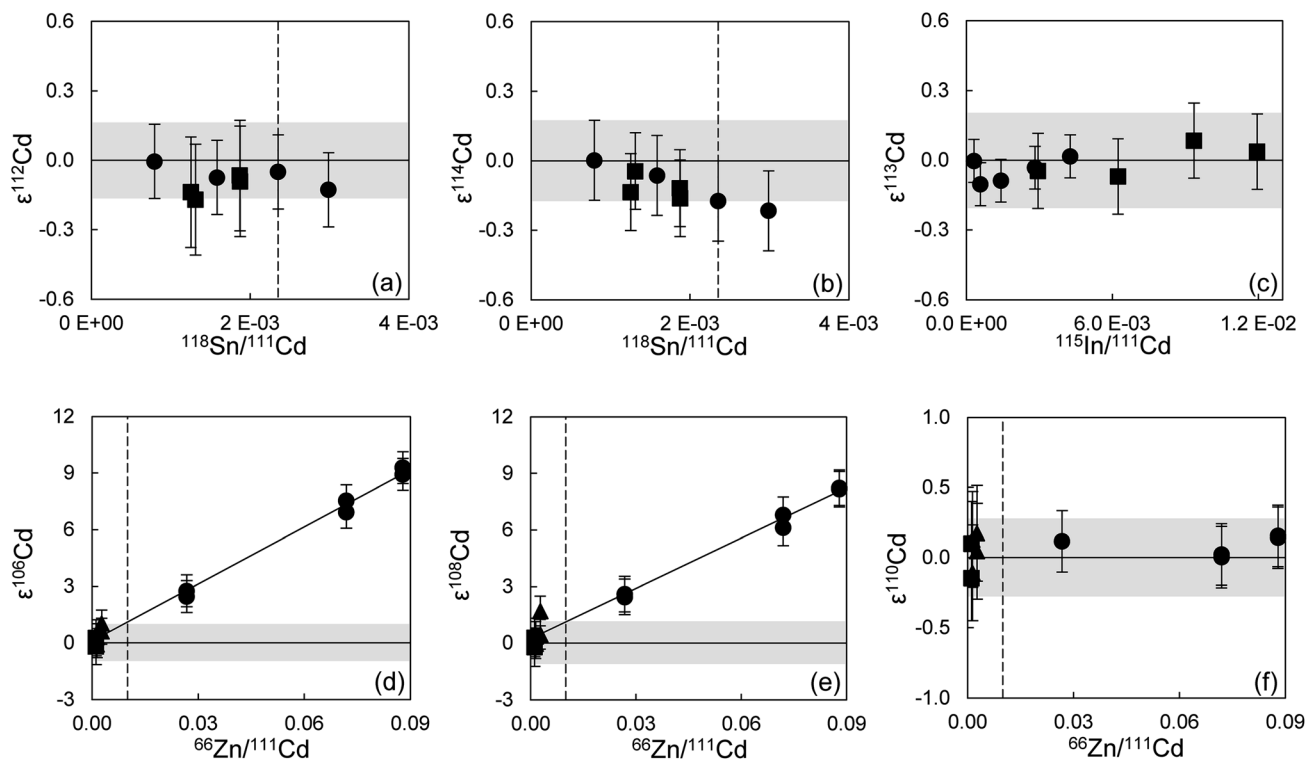 0.6
0.3
0.0
-0.3
-0.6
ε¹¹²Cd
(a)
0 E+00 2 E-03 4 E-03
¹¹⁸Sn/¹¹¹Cd
0.6
0.3
0.0
-0.3
-0.6
ε¹¹⁴Cd
(b)
0 E+00 2 E-03 4 E-03
¹¹⁸Sn/¹¹¹Cd
0.6
0.3
0.0
-0.3
-0.6
ε¹¹³Cd
(c)
0.0 E+00 6.0 E-03 1.2 E-02
¹¹⁵In/¹¹¹Cd
12
9
6
3
0
-3
ε¹⁰⁶Cd
(d)
0.00 0.03 0.06 0.09
⁶⁶Zn/¹¹¹Cd
12
9
6
3
0
-3
ε¹⁰⁸Cd
(e)
0.00 0.03 0.06 0.09
⁶⁶Zn/¹¹¹Cd
1.0
0.5
0.0
-0.5
-1.0
ε¹¹⁰Cd
(f)
0.00 0.03 0.06 0.09
⁶⁶Zn/¹¹¹Cd